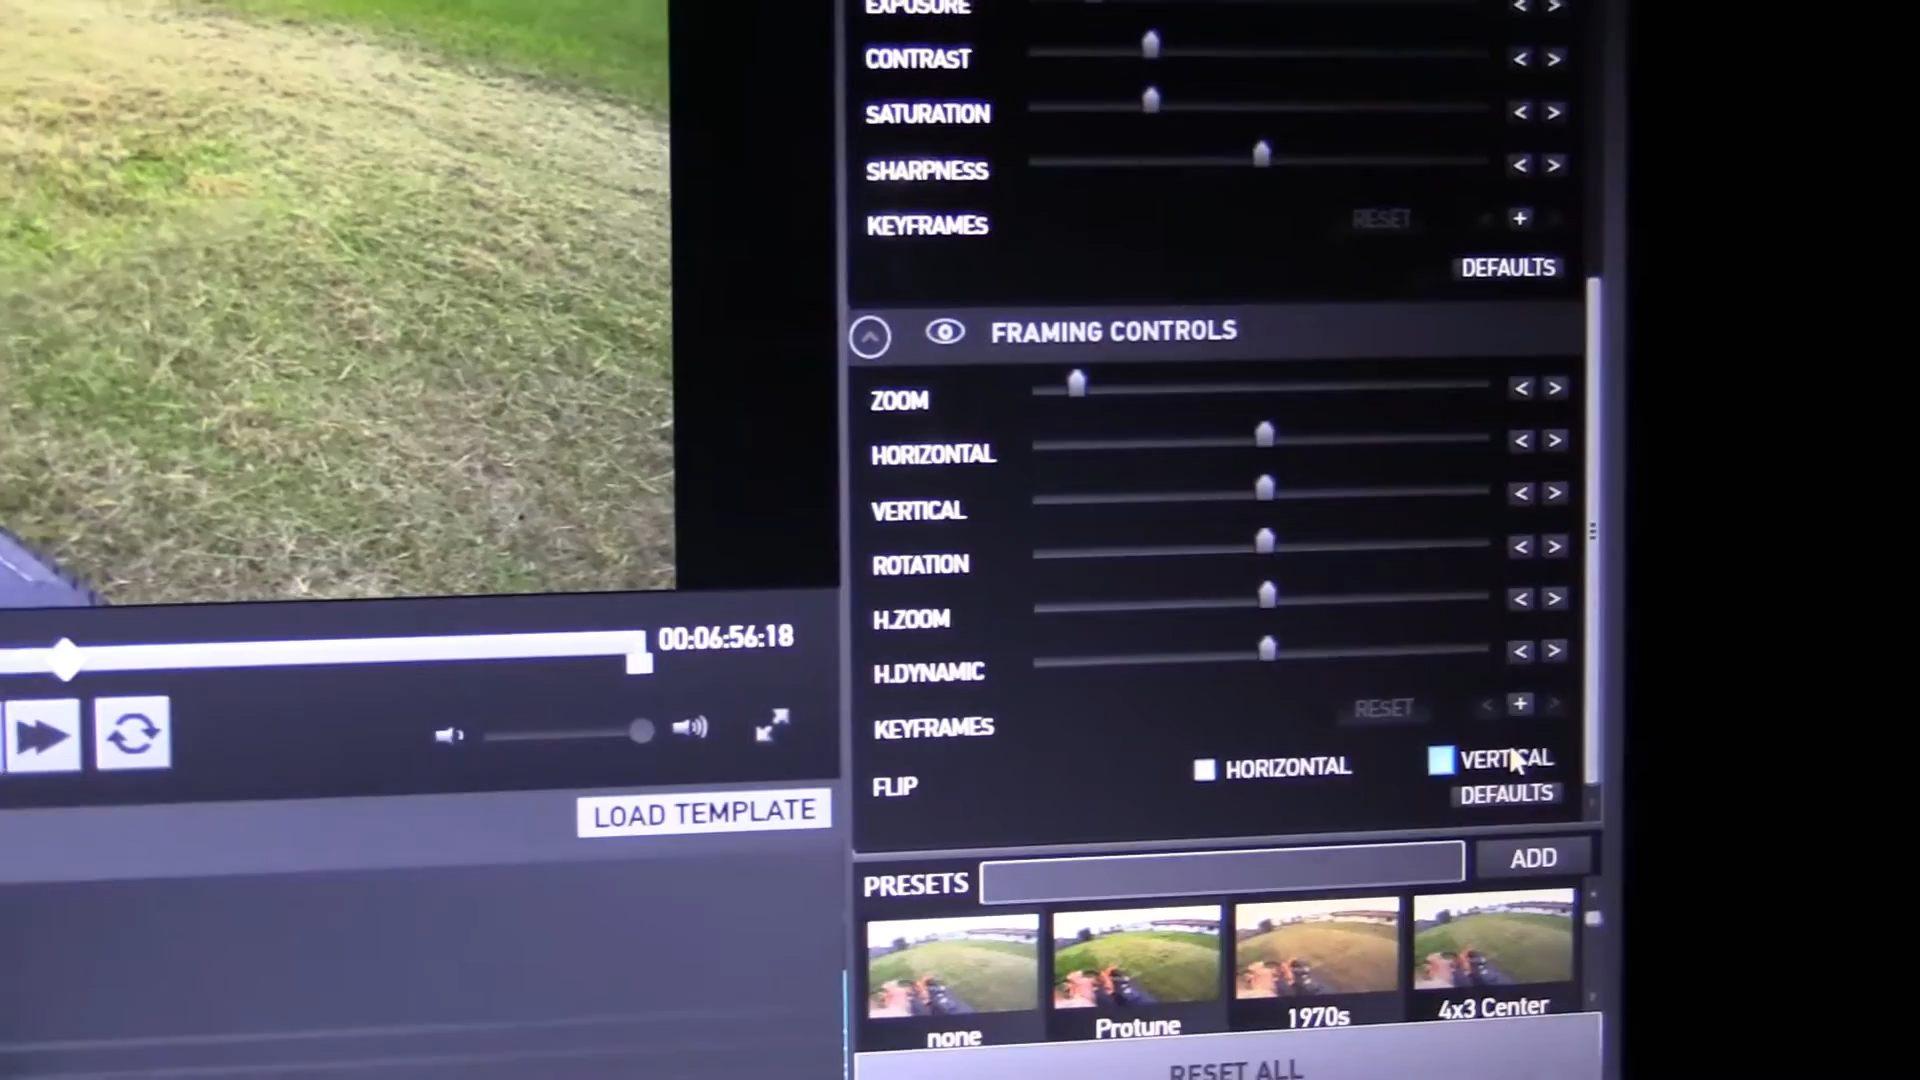 EXPOSURE
CONTRAST
SATURATION
SHARPNESS
KEYFRAMES
RESET
+
DEFAULTS
FRAMING CONTROLS
ZOOM
HORIZONTAL
VERTICAL
ROTATION
H.ZOOM
H.DYNAMIC
KEYFRAMES
RESET
+
FLIP
HORIZONTAL
VERTICAL
DEFAULTS
00:06:56:18
LOAD TEMPLATE
PRESETS
ADD
none
Protune
1970s
4x3 Center
RESET ALL